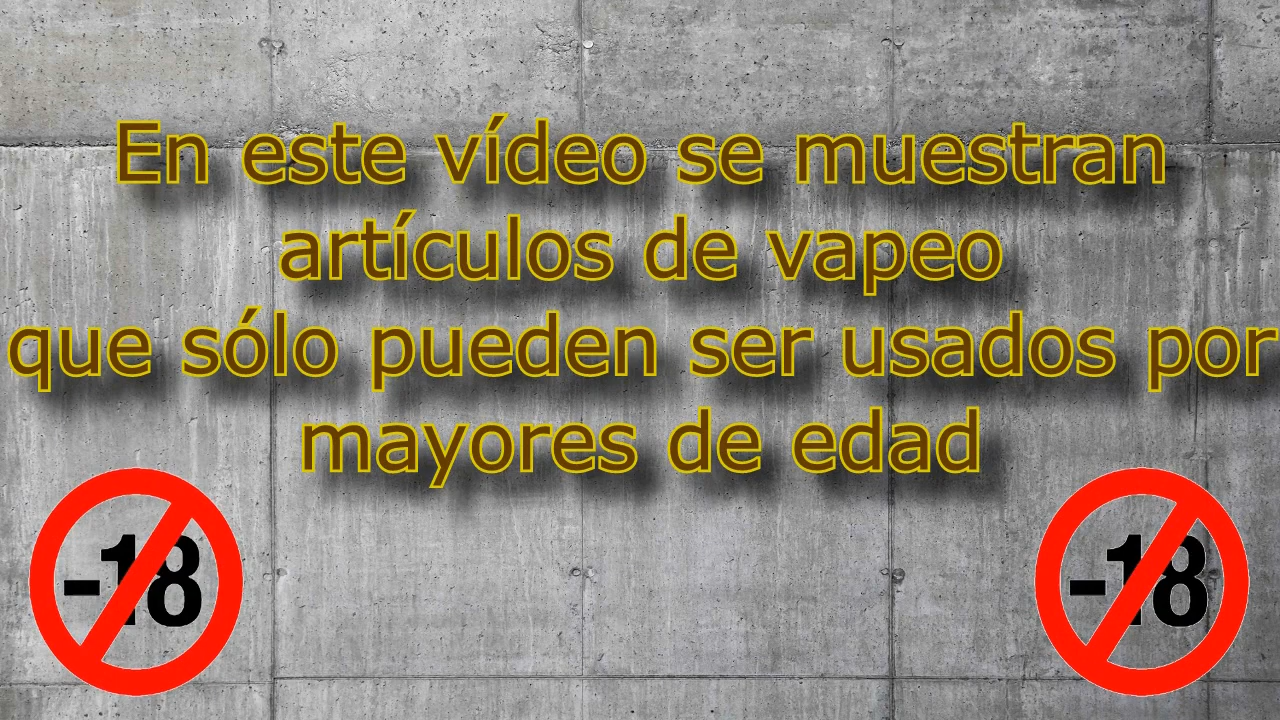 En este vídeo se muestran
artículos de vapeo
que sólo pueden ser usados por
mayores de edad
-18 -18